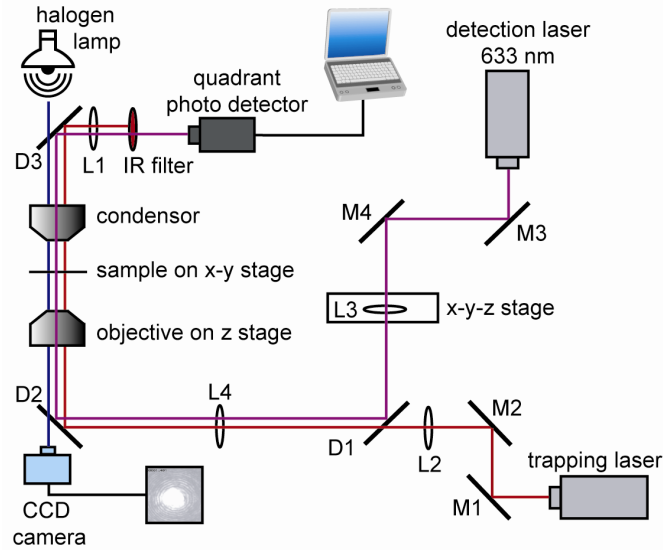 halogen
lamp
detection laser
633 nm
quadrant
photo detector
D3
L1
IR filter
M4
M3
condensor
sample on x-y stage
L3
x-y-z stage
objective on z stage
D2
L4
D1
L2
M2
M1
trapping laser
CCD
camera